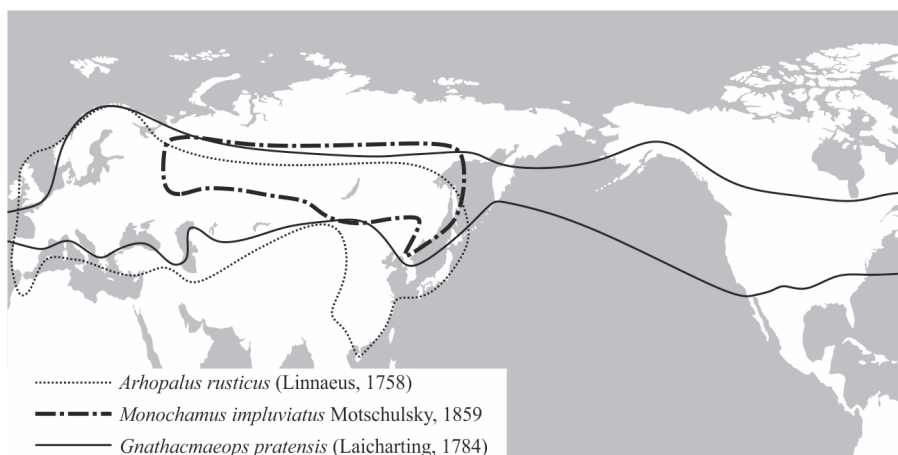 Arhopalus rusticus (Linnaeus, 1758)
Monochamus impluviatus Motschulsky, 1859
Gnathacmaeops pratensis (Laicharting, 1784)